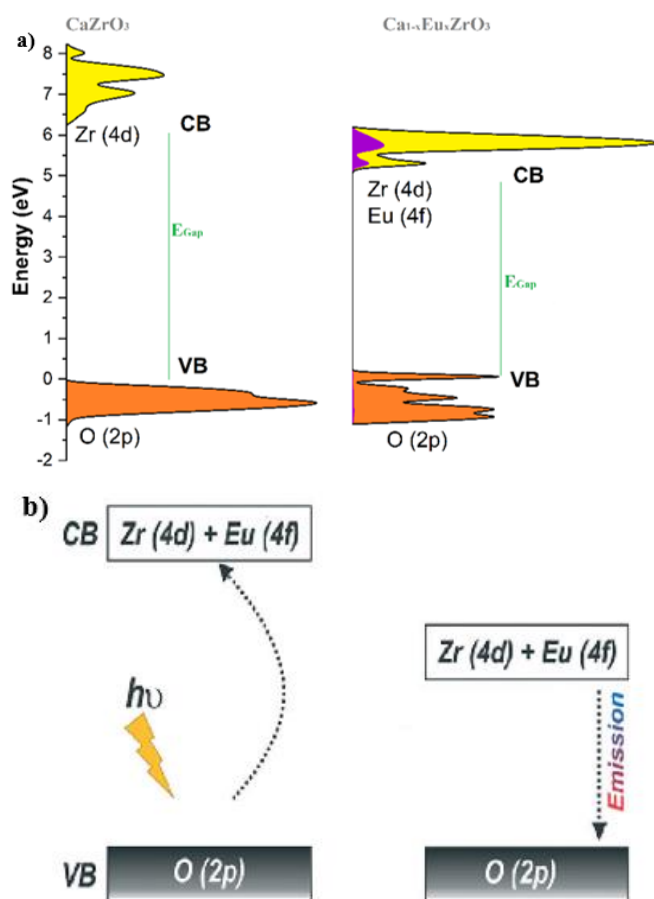 CaZrO₃
Ca₁₋ₓEuₓZrO₃
a)
Energy (eV)
8
7
6
5
4
3
2
1
0
-1
-2
Zr (4d)
CB
E_Gap
VB
O (2p)
Zr (4d)
Eu (4f)
CB
E_Gap
VB
O (2p)
b)
CB
Zr (4d) + Eu (4f)
hυ
VB
O (2p)
Zr (4d) + Eu (4f)
Emission
O (2p)